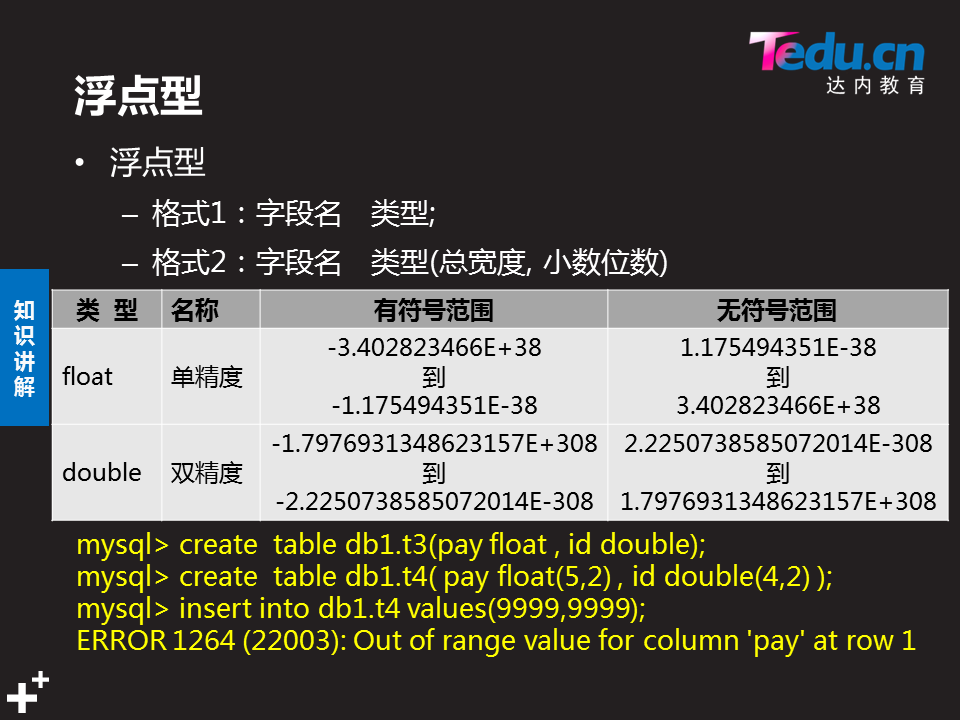 Tedu.cn
达内教育
浮点型
• 浮点型
– 格式1：字段名 类型;
– 格式2：字段名 类型(总宽度, 小数位数)
知识讲解
类 型 名称 有符号范围 无符号范围
float 单精度 -3.402823466E+38 到 -1.175494351E-38 1.175494351E-38 到 3.402823466E+38
double 双精度 -1.7976931348623157E+308 到 -2.2250738585072014E-308 2.2250738585072014E-308 到 1.7976931348623157E+308
mysql> create table db1.t3(pay float , id double);
mysql> create table db1.t4( pay float(5,2) , id double(4,2) );
mysql> insert into db1.t4 values(9999,9999);
ERROR 1264 (22003): Out of range value for column 'pay' at row 1